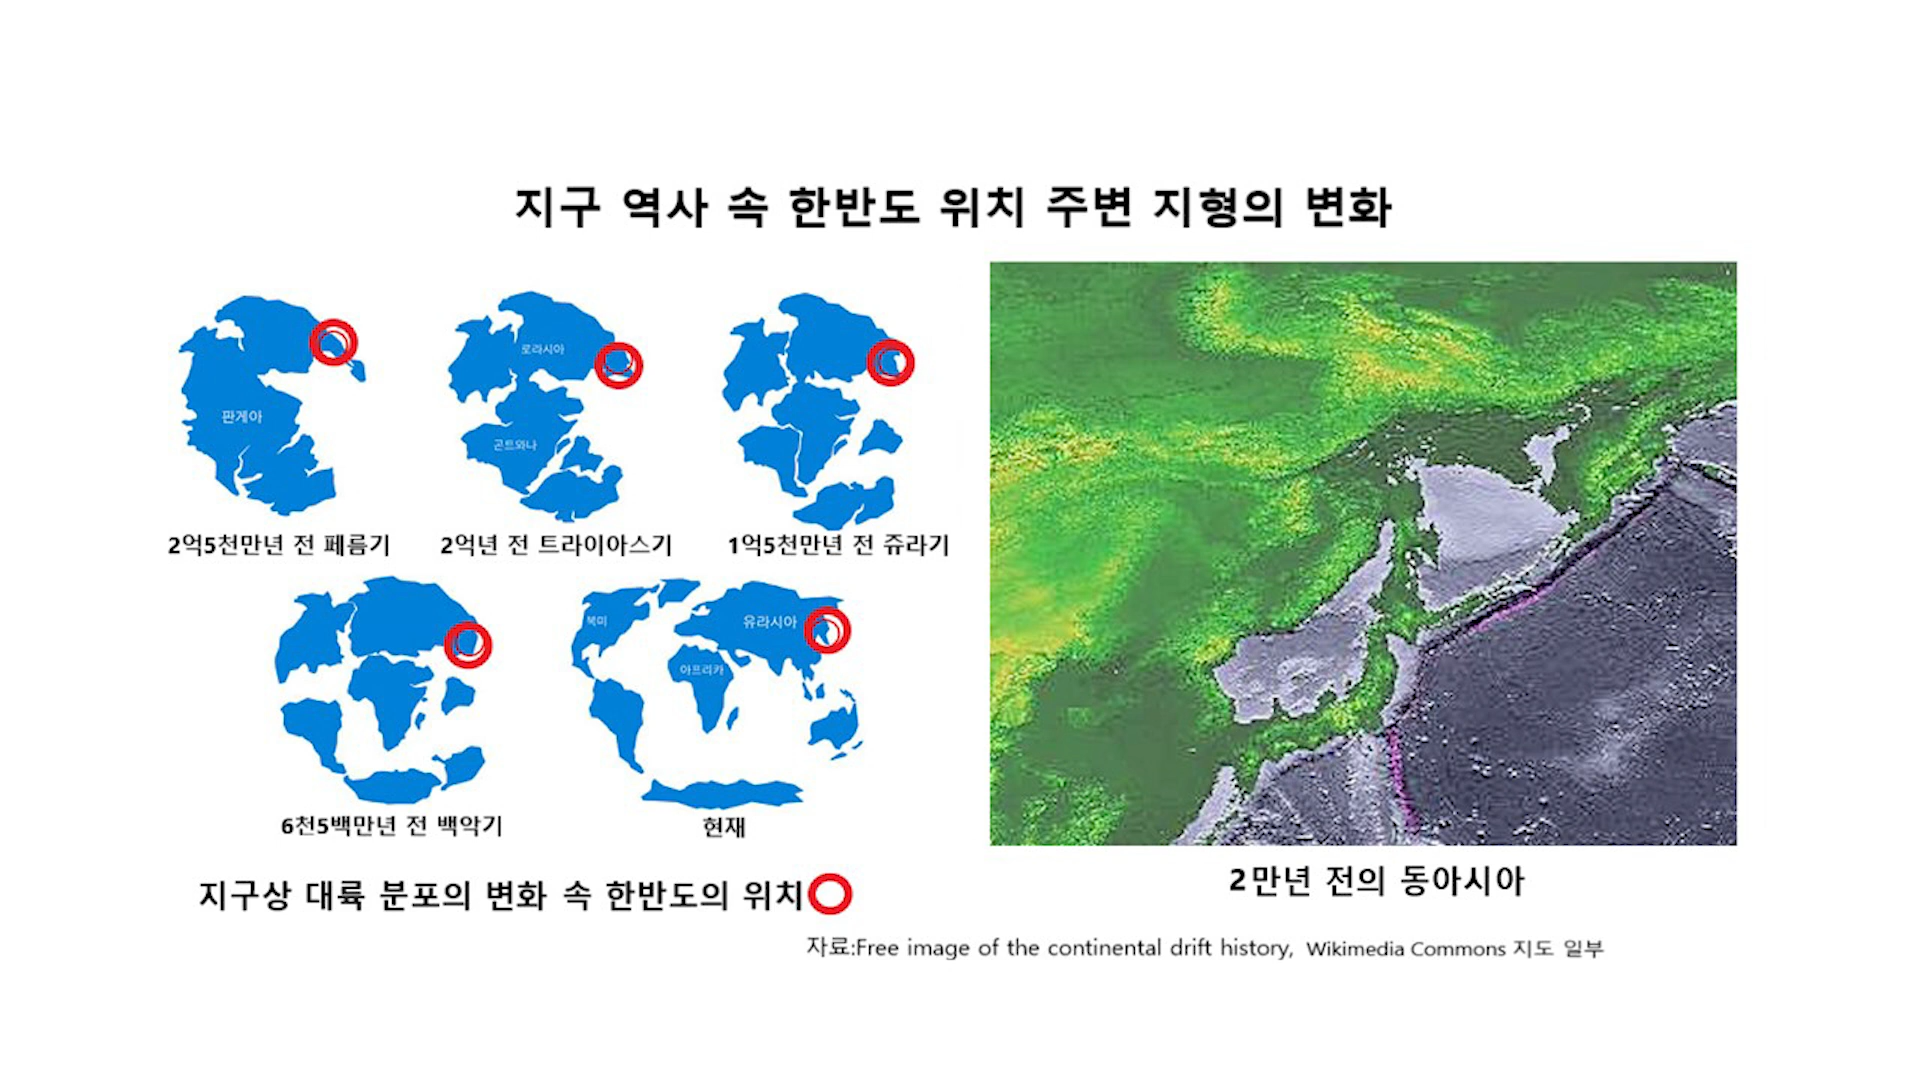 지구 역사 속 한반도 위치 주변 지형의 변화
판게아
로라시아
곤트와나
2억5천만년 전 페름기
2억년 전 트라이아스기
1억5천만년 전 쥬라기
북미
유라시아
아프리카
6천5백만년 전 백악기
현재
지구상 대륙 분포의 변화 속 한반도의 위치
2만년 전의 동아시아
자료:Free image of the continental drift history, Wikimedia Commons 지도 일부